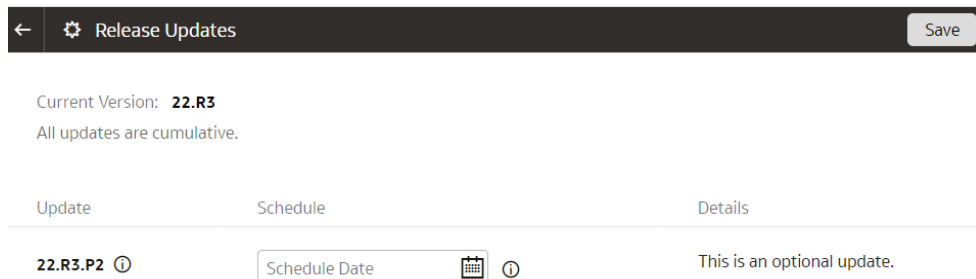 Release Updates Save
Current Version: 22.R3
All updates are cumulative.
Update Schedule Details
22.R3.P2 Schedule Date This is an optional update.